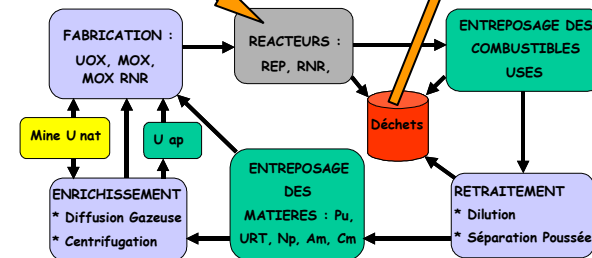 FABRICATION :
UOX, MOX,
MOX RNR
REACTEURS :
REP, RNR,
ENTREPOSAGE DES
COMBUSTIBLES
USES
Déchets
Mine U nat
U ap
ENRICHISSEMENT
* Diffusion Gazeuse
* Centrifugation
ENTREPOSAGE
DES
MATIERES : Pu,
URT, Np, Am, Cm
RETRAITEMENT
* Dilution
* Séparation Poussée